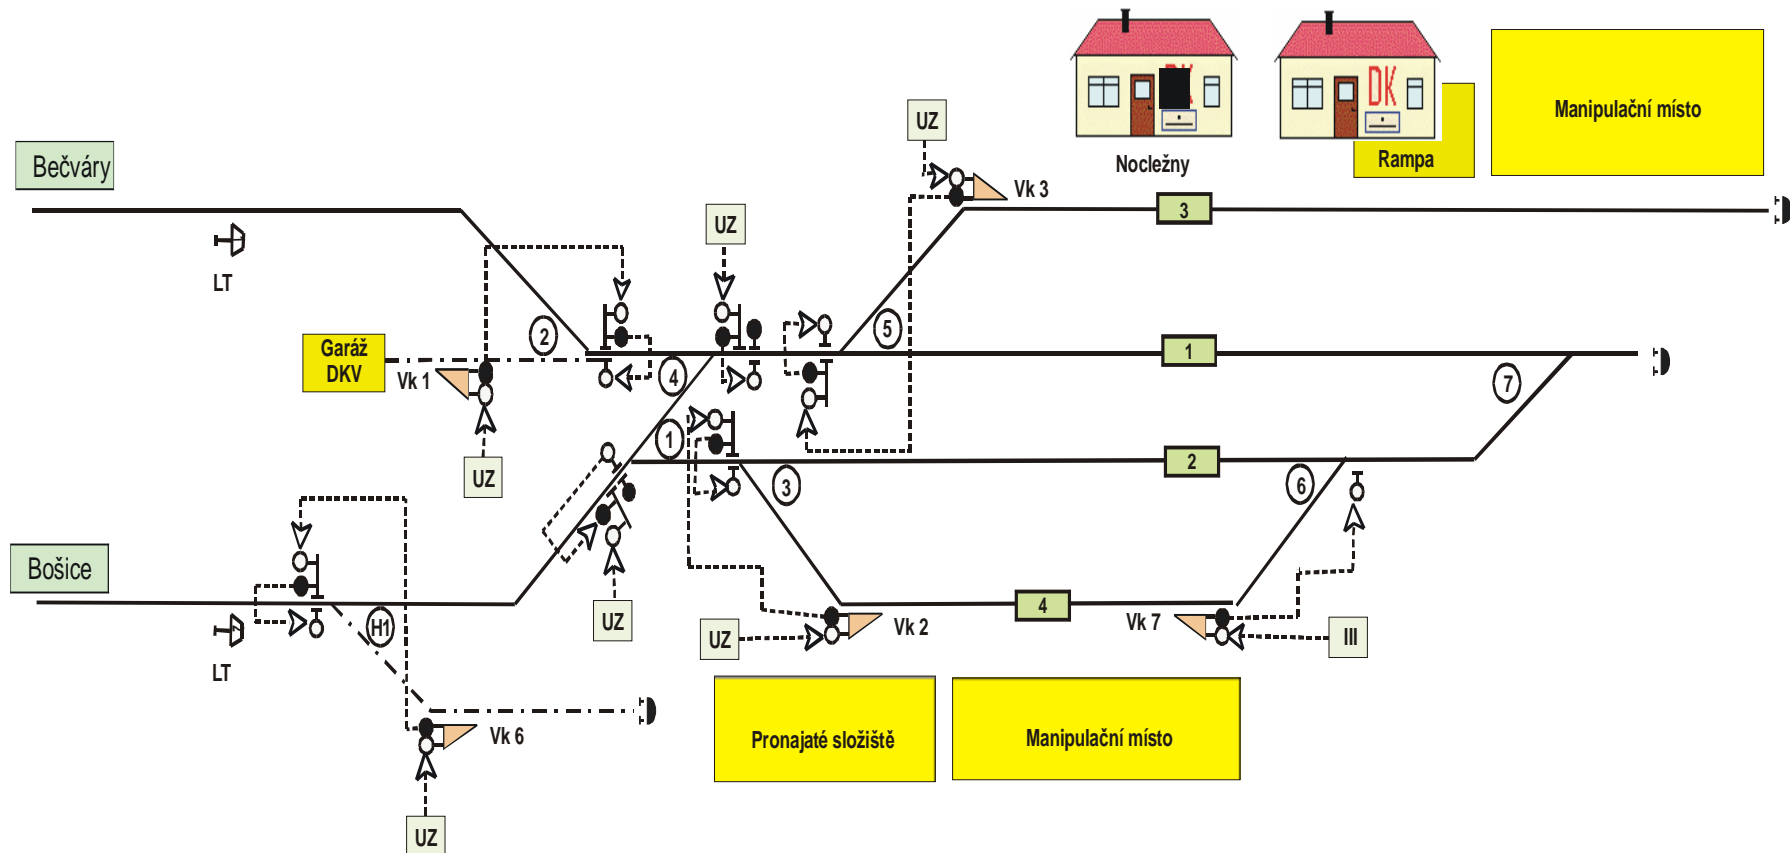 DK
Manipulační místo
UZ
Rampa
Bečváry
Nocležny
Vk 3
3
UZ
LT
5
2
Garáž
DKV
1
Vk 1
4
7
1
UZ
2
3
6
Bošice
UZ
4
H1
Vk 2
Vk 7
UZ
III
LT
Vk 6
Pronajaté složiště
Manipulační místo
UZ